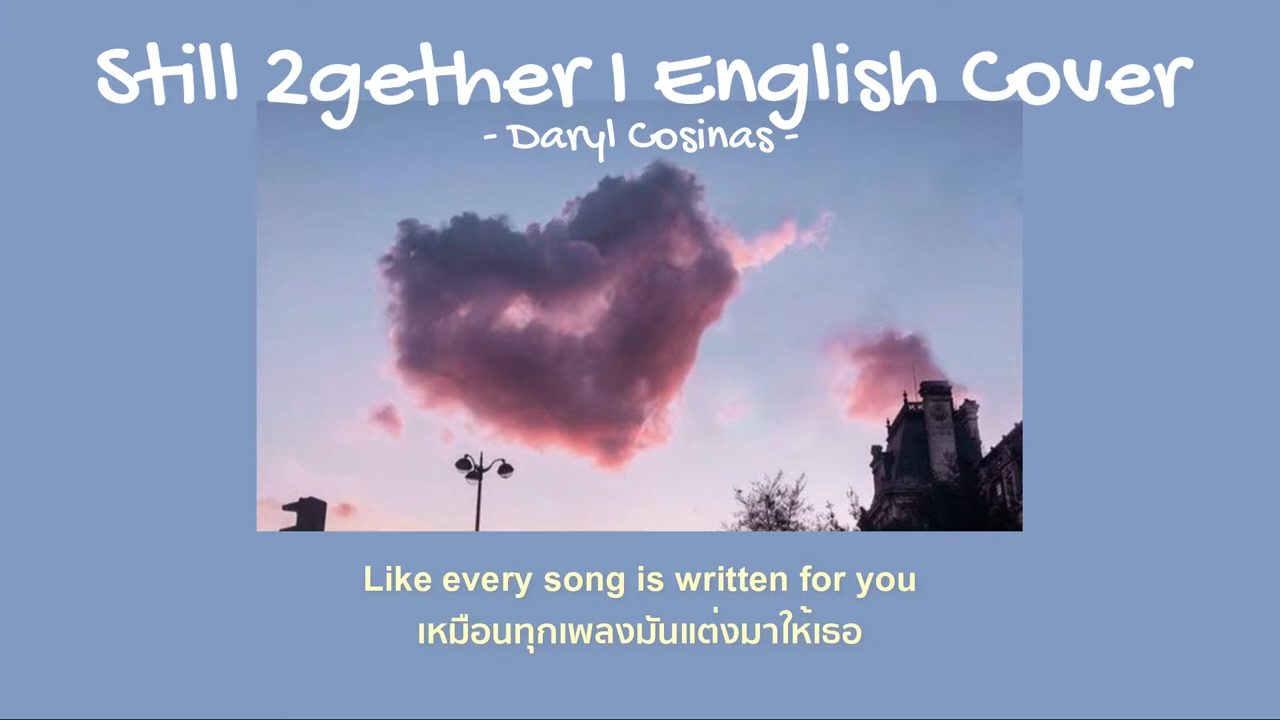 Still 2gether | English Cover
- Daryl Cosinas -
Like every song is written for you
เหมือนทุกเพลงมันแต่งมาให้เธอ